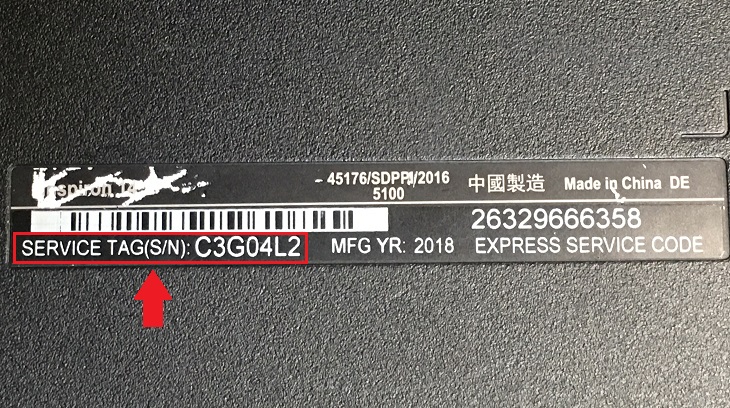 Inspiron - 45176/SDPPI/2016
5100
中國製造 Made in China DE
26329666358
SERVICE TAG(S/N): C3G04L2 MFG YR: 2018 EXPRESS SERVICE CODE